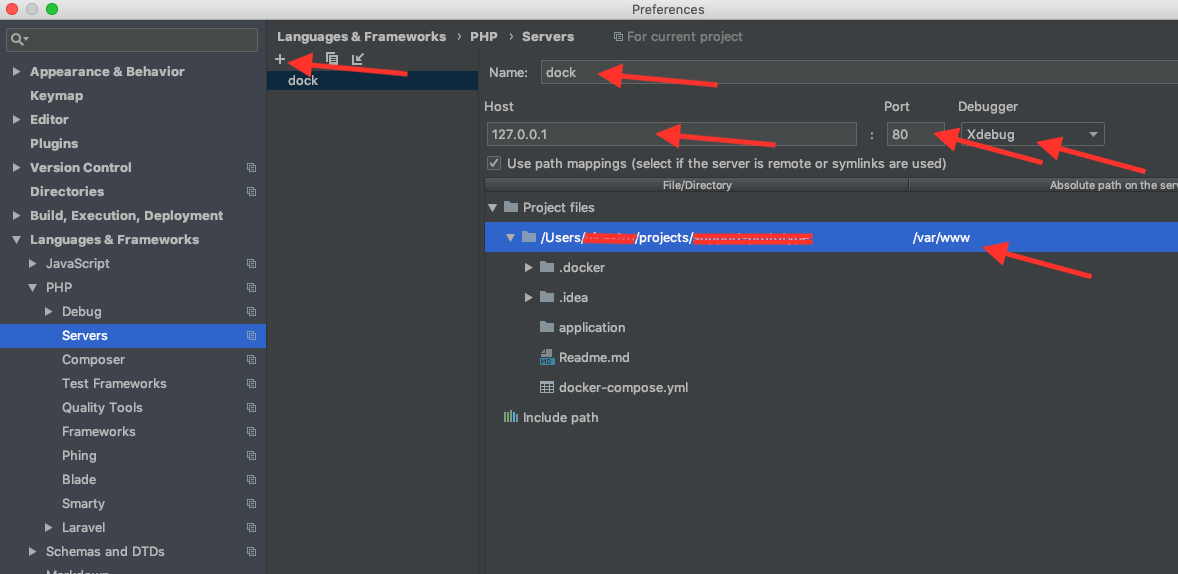 Preferences
Languages & Frameworks › PHP › Servers For current project
Appearance & Behavior
Keymap
Editor
Plugins
Version Control
Directories
Build, Execution, Deployment
Languages & Frameworks
JavaScript
PHP
Debug
Servers
Composer
Test Frameworks
Quality Tools
Frameworks
Phing
Blade
Smarty
Laravel
Schemas and DTDs
Markdown
dock
Name: dock
Host Port Debugger
127.0.0.1 : 80 Xdebug
Use path mappings (select if the server is remote or symlinks are used)
File/Directory Absolute path on the serv
Project files
/Users/ /projects/ /var/www
.docker
.idea
application
Readme.md
docker-compose.yml
Include path